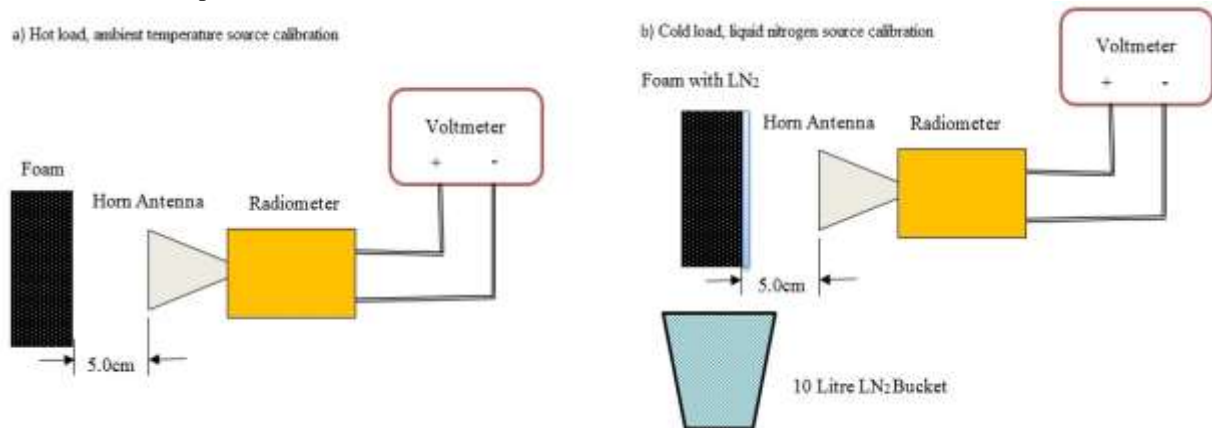 a) Hot load, ambient temperature source calibration
Voltmeter
+ -
Foam
Horn Antenna
Radiometer
5.0cm
b) Cold load, liquid nitrogen source calibration
Voltmeter
+ -
Foam with LN2
Horn Antenna
Radiometer
5.0cm
10 Litre LN2 Bucket